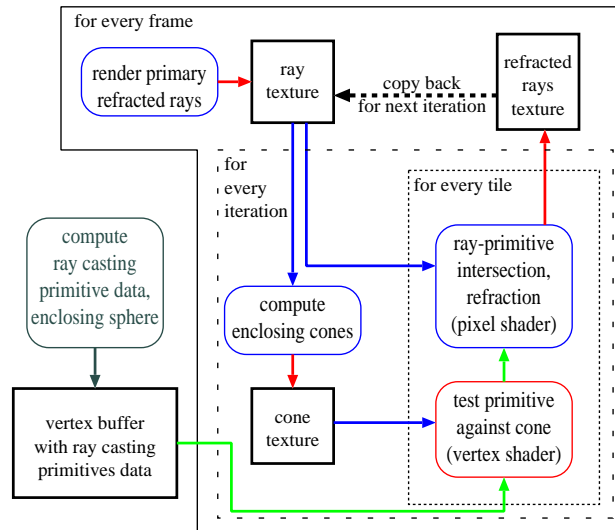 for every frame
render primary
refracted rays
ray
texture
copy back
for next iteration
refracted
rays
texture
for
every
iteration
for every tile
compute
ray casting
primitive data,
enclosing sphere
ray-primitive
intersection,
refraction
(pixel shader)
compute
enclosing cones
vertex buffer
with ray casting
primitives data
cone
texture
test primitive
against cone
(vertex shader)